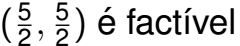 (5/2, 5/2) é factível